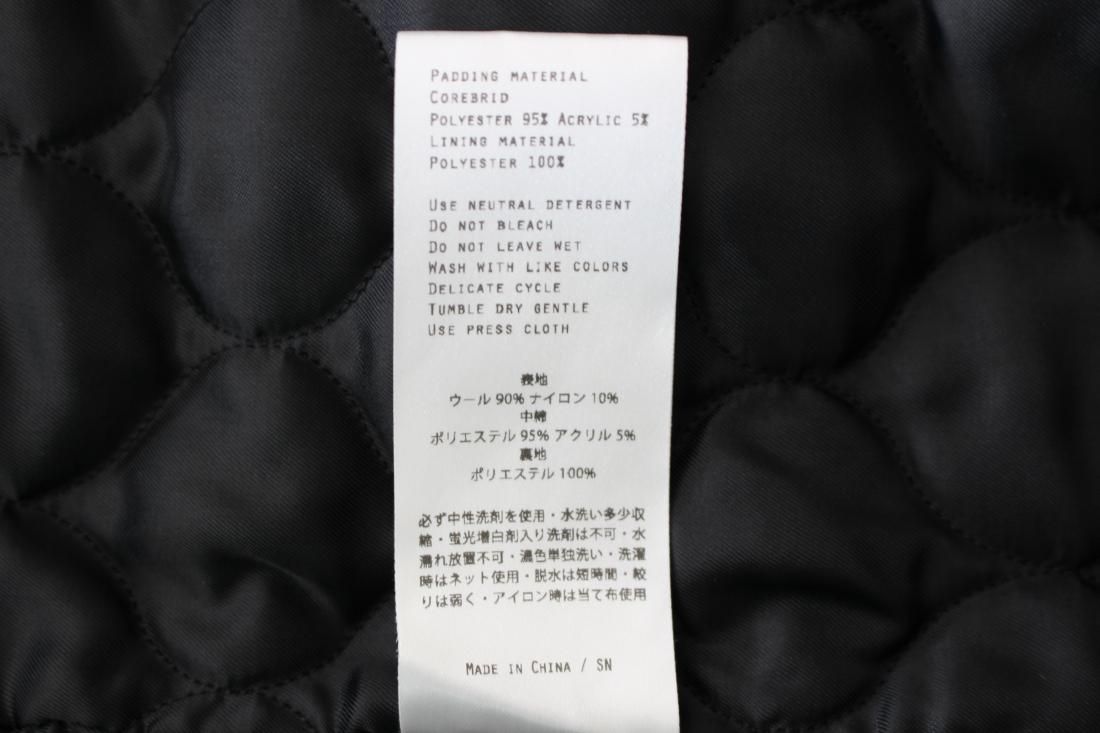 PADDING MATERIAL
COREBRID
POLYESTER 95% ACRYLIC 5%
LINING MATERIAL
POLYESTER 100%
USE NEUTRAL DETERGENT
DO NOT BLEACH
DO NOT LEAVE WET
WASH WITH LIKE COLORS
DELICATE CYCLE
TUMBLE DRY GENTLE
USE PRESS CLOTH
表地
ウール 90% ナイロン 10%
中綿
ポリエステル 95% アクリル 5%
裏地
ポリエステル 100%
必ず中性洗剤を使用・水洗い多少収
縮・蛍光増白剤入り洗剤は不可・水
濡れ放置不可・濃色単独洗い・洗濯
時はネット使用・脱水は短時間・絞
りは弱く・アイロン時は当て布使用
MADE IN CHINA / SN